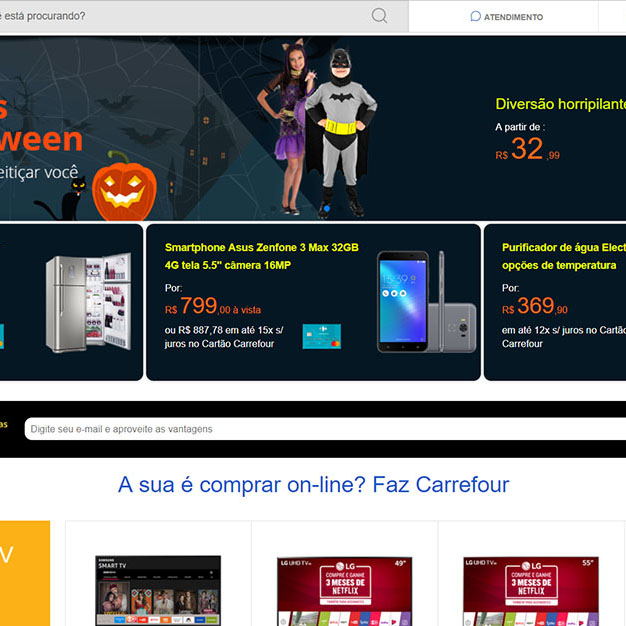 está procurando?
ATENDIMENTO
s
ween
eitiçar você
Diversão horripilante
A partir de :
R$ 32 ,99
Smartphone Asus Zenfone 3 Max 32GB
4G tela 5.5" câmera 16MP
Por:
R$ 799,00 à vista
ou R$ 887,78 em até 15x s/
juros no Cartão Carrefour
Purificador de água Elect
opções de temperatura
Por:
R$ 369,90
em até 12x s/ juros no Cartão
Carrefour
as
Digite seu e-mail e aproveite as vantagens
A sua é comprar on-line? Faz Carrefour
V
SAMSUNG
SMART TV
LG UHD TV
LG
49"
COMPRE E GANHE
3 MESES DE
NETFLIX
LG UHD TV
LG
55"
COMPRE E GANHE
3 MESES DE
NETFLIX